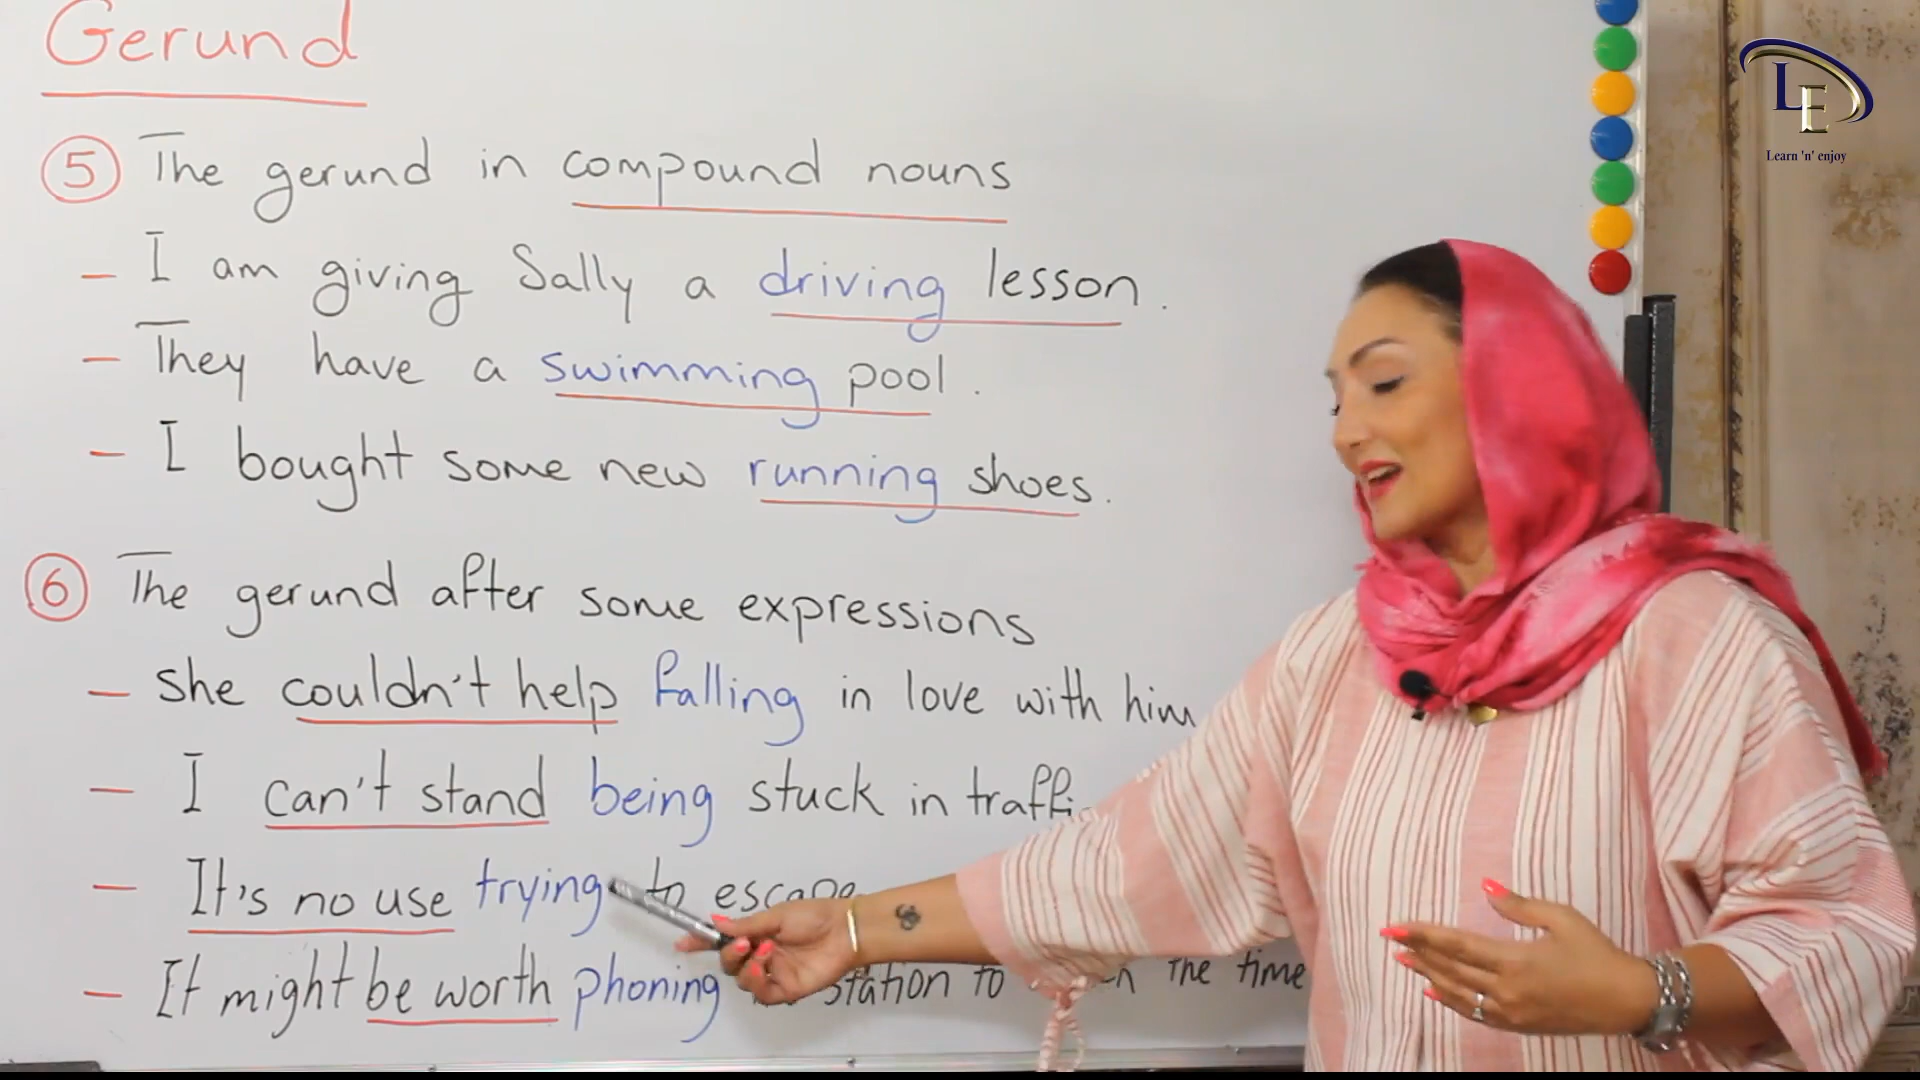 Gerund
5 The gerund in compound nouns
- I am giving Sally a driving lesson.
- They have a swimming pool.
- I bought some new running shoes.
6 The gerund after some expressions
- She couldn't help falling in love with him
- I can't stand being stuck in traffic
- It's no use trying to escape
- It might be worth phoning station to the time
LE
Learn 'n' enjoy